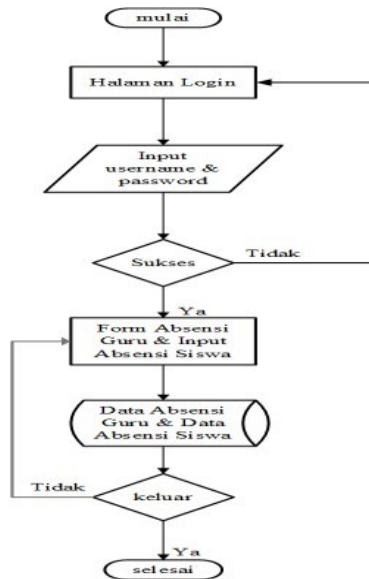 mulai
Halaman Login
Input
username &
password
Sukses
Tidak
Ya
Form Absensi
Guru & Input
Absensi Siswa
Data Absensi
Guru & Data
Absensi Siswa
Tidak
keluar
Ya
selesai